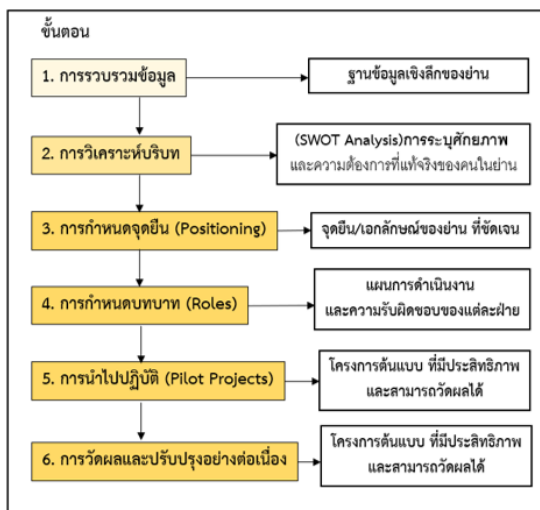 ขั้นตอน
1. การรวบรวมข้อมูล
ฐานข้อมูลเชิงลึกของย่าน
2. การวิเคราะห์บริบท
(SWOT Analysis)การระบุศักยภาพ
และความต้องการที่แท้จริงของคนในย่าน
3. การกำหนดจุดยืน (Positioning)
จุดยืน/เอกลักษณ์ของย่าน ที่ชัดเจน
4. การกำหนดบทบาท (Roles)
แผนการดำเนินงาน
และความรับผิดชอบของแต่ละฝ่าย
5. การนำไปปฏิบัติ (Pilot Projects)
โครงการต้นแบบ ที่มีประสิทธิภาพ
และสามารถวัดผลได้
6. การวัดผลและปรับปรุงอย่างต่อเนื่อง
โครงการต้นแบบ ที่มีประสิทธิภาพ
และสามารถวัดผลได้